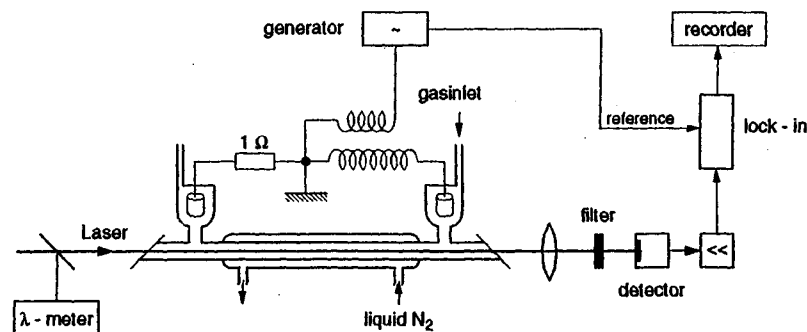 generator
~
recorder
gasinlet
1 Ω
reference
lock - in
Laser
filter
<<
detector
λ - meter
liquid N₂